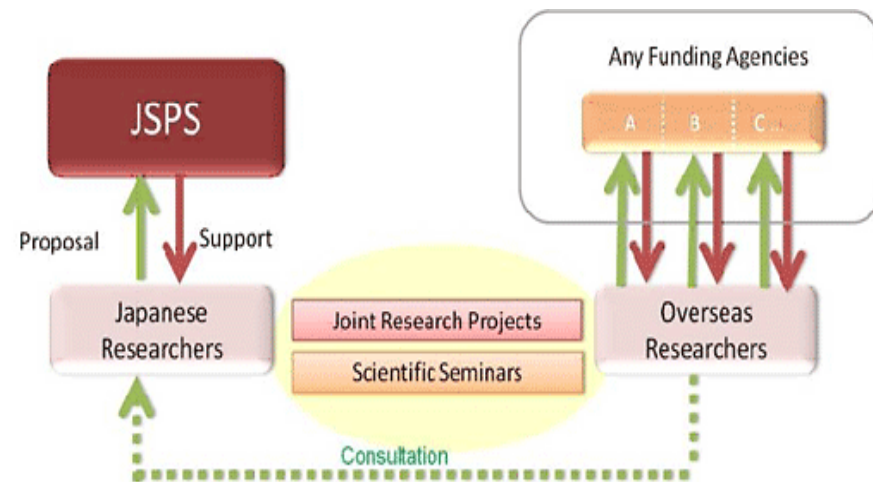 Any Funding Agencies
JSPS
A B C ...
Proposal
Support
Japanese
Researchers
Joint Research Projects
Scientific Seminars
Overseas
Researchers
Consultation